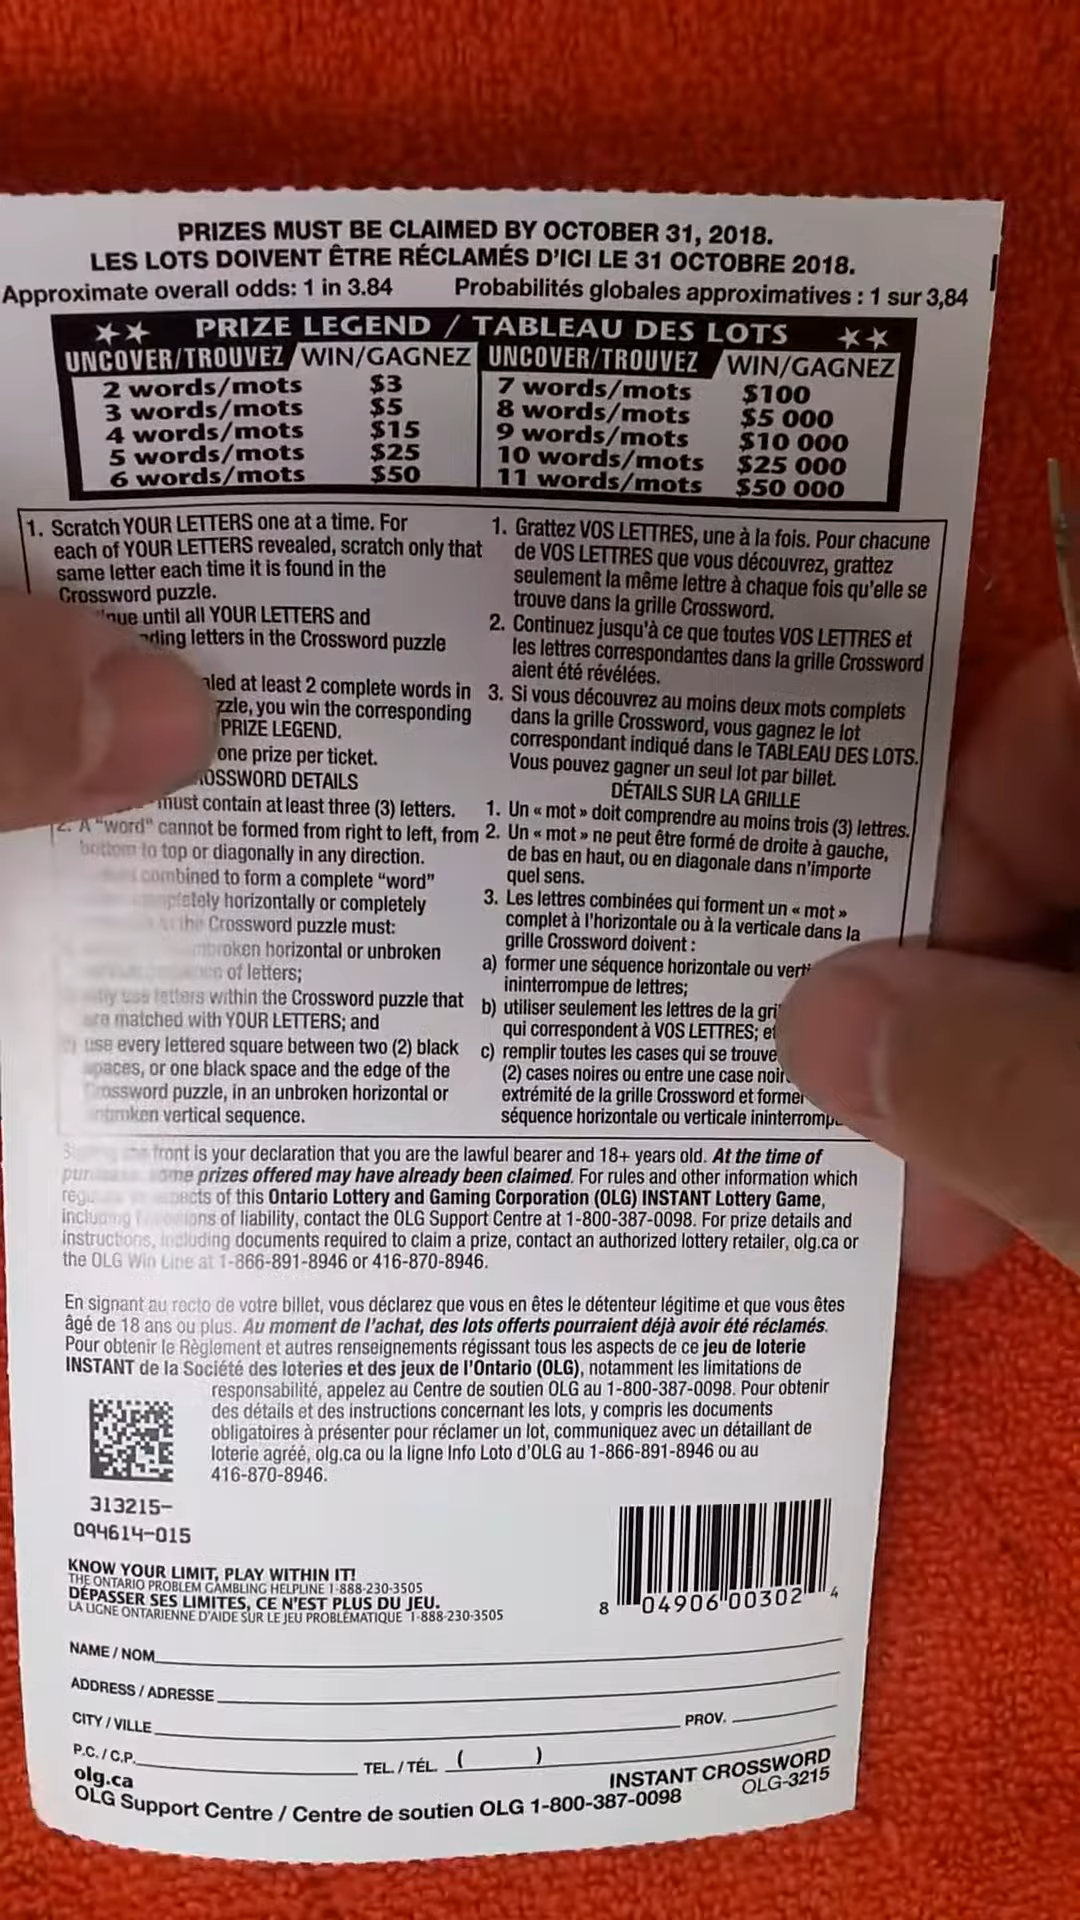 PRIZES MUST BE CLAIMED BY OCTOBER 31, 2018.
LES LOTS DOIVENT ÊTRE RÉCLAMÉS D'ICI LE 31 OCTOBRE 2018.
Approximate overall odds: 1 in 3.84 Probabilités globales approximatives : 1 sur 3,84
★★ PRIZE LEGEND / TABLEAU DES LOTS ★★
UNCOVER/TROUVEZ WIN/GAGNEZ UNCOVER/TROUVEZ WIN/GAGNEZ
2 words/mots $3 7 words/mots $100
3 words/mots $5 8 words/mots $5 000
4 words/mots $15 9 words/mots $10 000
5 words/mots $25 10 words/mots $25 000
6 words/mots $50 11 words/mots $50 000
1. Scratch YOUR LETTERS one at a time. For
each of YOUR LETTERS revealed, scratch only that
same letter each time it is found in the
Crossword puzzle.
until all YOUR LETTERS and
letters in the Crossword puzzle
at least 2 complete words in
you win the corresponding
PRIZE LEGEND.
one prize per ticket.
DETAILS
must contain at least three (3) letters.
2. A "word" cannot be formed from right to left, from
bottom to top or diagonally in any direction.
combined to form a complete "word"
horizontally or completely
the Crossword puzzle must:
horizontal or unbroken
of letters;
letters within the Crossword puzzle that
are matched with YOUR LETTERS; and
use every lettered square between two (2) black
spaces, or one black space and the edge of the
Crossword puzzle, in an unbroken horizontal or
unbroken vertical sequence.
1. Grattez VOS LETTRES, une à la fois. Pour chacune
de VOS LETTRES que vous découvrez, grattez
seulement la même lettre à chaque fois qu'elle se
trouve dans la grille Crossword.
2. Continuez jusqu'à ce que toutes VOS LETTRES et
les lettres correspondantes dans la grille Crossword
aient été révélées.
3. Si vous découvrez au moins deux mots complets
dans la grille Crossword, vous gagnez le lot
correspondant indiqué dans le TABLEAU DES LOTS.
Vous pouvez gagner un seul lot par billet.
DÉTAILS SUR LA GRILLE
1. Un « mot » doit comprendre au moins trois (3) lettres.
2. Un « mot » ne peut être formé de droite à gauche,
de bas en haut, ou en diagonale dans n'importe
quel sens.
3. Les lettres combinées qui forment un « mot »
complet à l'horizontale ou à la verticale dans la
grille Crossword doivent :
a) former une séquence horizontale ou
ininterrompue de lettres;
b) utiliser seulement les lettres de la
qui correspondent à VOS LETTRES; et
c) remplir toutes les cases qui se
(2) cases noires ou entre une case
extrémité de la grille Crossword et
séquence horizontale ou verticale
front is your declaration that you are the lawful bearer and 18+ years old. At the time of
some prizes offered may have already been claimed. For rules and other information which
aspects of this Ontario Lottery and Gaming Corporation (OLG) INSTANT Lottery Game,
including of liability, contact the OLG Support Centre at 1-800-387-0098. For prize details and
instructions, including documents required to claim a prize, contact an authorized lottery retailer, olg.ca or
the OLG Win Line at 1-866-891-8946 or 416-870-8946.
En signant au recto de votre billet, vous déclarez que vous en êtes le détenteur légitime et que vous êtes
âgé de 18 ans ou plus. Au moment de l'achat, des lots offerts pourraient déjà avoir été réclamés.
Pour obtenir le Règlement et autres renseignements régissant tous les aspects de ce jeu de loterie
INSTANT de la Société des loteries et des jeux de l'Ontario (OLG), notamment les limitations de
responsabilité, appelez au Centre de soutien OLG au 1-800-387-0098. Pour obtenir
des détails et des instructions concernant les lots, y compris les documents
obligatoires à présenter pour réclamer un lot, communiquez avec un détaillant de
loterie agréé, olg.ca ou la ligne Info Loto d'OLG au 1-866-891-8946 ou au
416-870-8946.
313215-
094614-015
KNOW YOUR LIMIT, PLAY WITHIN IT!
THE ONTARIO PROBLEM GAMBLING HELPLINE 1-888-230-3505
DÉPASSER SES LIMITES, CE N'EST PLUS DU JEU.
LA LIGNE ONTARIENNE D'AIDE SUR LE JEU PROBLÉMATIQUE 1-888-230-3505
8 04906 00302 4
NAME / NOM
ADDRESS / ADRESSE
CITY / VILLE PROV.
P.C. / C.P. TEL. / TÉL. ( )
olg.ca INSTANT CROSSWORD
OLG Support Centre / Centre de soutien OLG 1-800-387-0098 OLG-3215